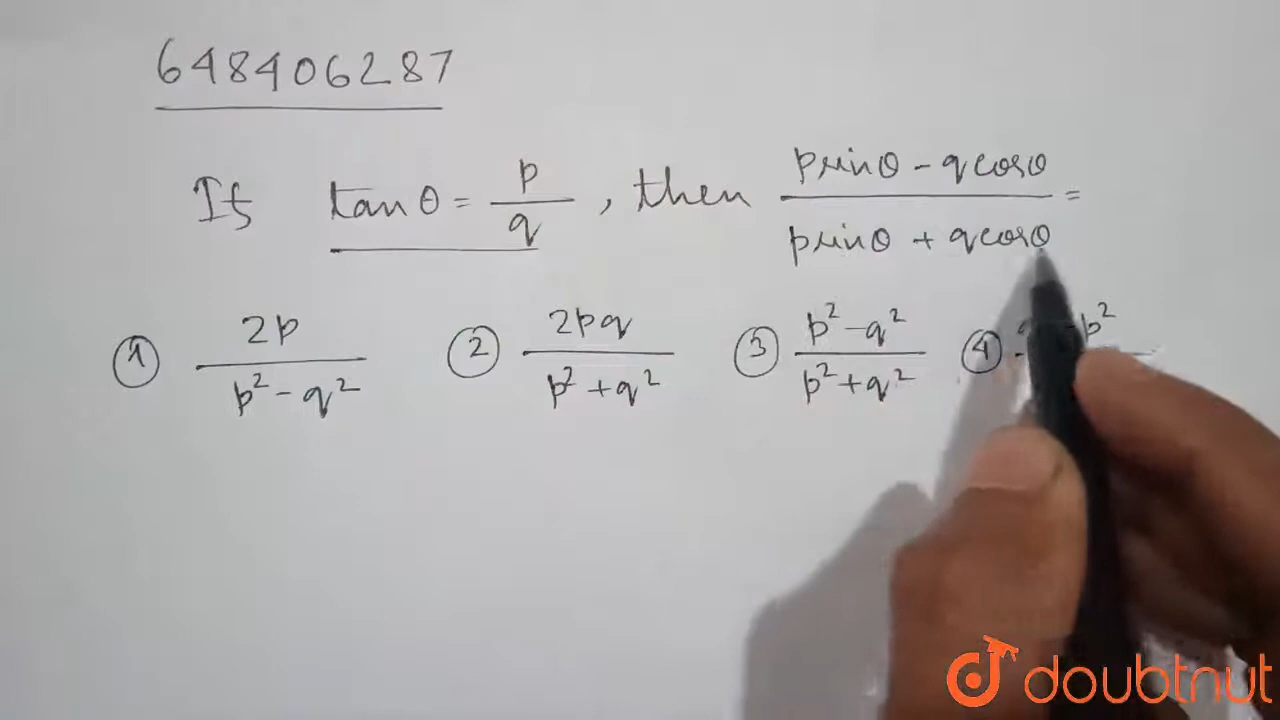 648406287
If tanθ = p/q , then (p sinθ - q cosθ)/(p sinθ + q cosθ) =
① 2p/(p² - q²) ② 2pq/(p² + q²) ③ (p² - q²)/(p² + q²) ④ p²
doubtnut